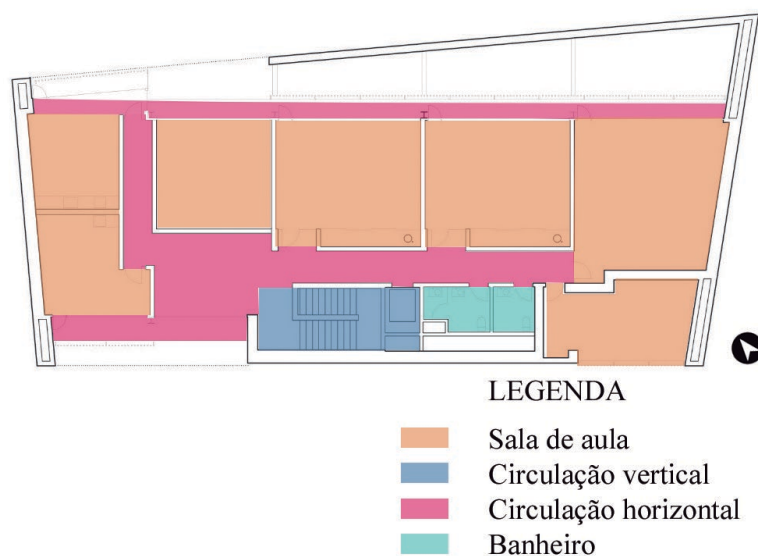 LEGENDA
Sala de aula
Circulação vertical
Circulação horizontal
Banheiro